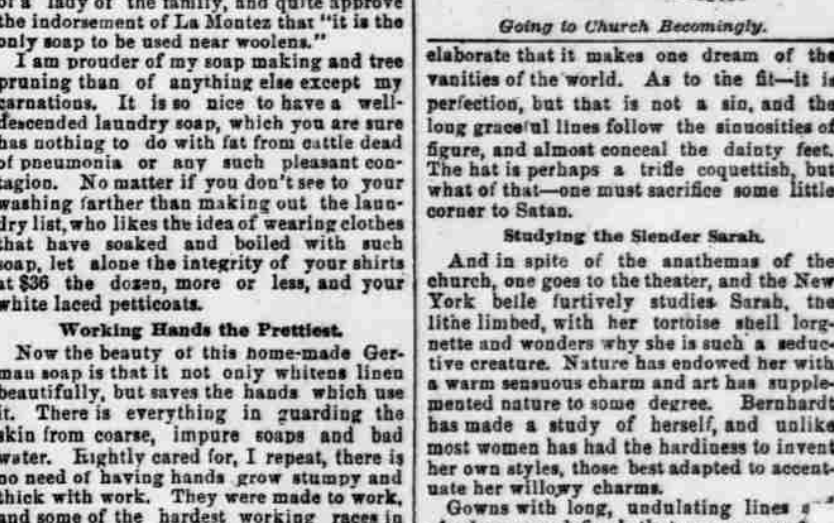 of a lady of the family, and quite approve
the indorsement of La Montez that "it is the
only soap to be used near woolens."
I am prouder of my soap making and tree
pruning than of anything else except my
carnations. It is so nice to have a well-
descended laundry soap, which you are sure
has nothing to do with fat from cattle dead
of pneumonia or any such pleasant con-
tagion. No matter if you don't see to your
washing farther than making out the laun-
dry list, who likes the idea of wearing clothes
that have soaked and boiled with such
soap, let alone the integrity of your shirts
at $36 the dozen, more or less, and your
white laced petticoats.
Working Hands the Prettiest.
Now the beauty of this home-made Ger-
man soap is that it not only whitens linen
beautifully, but saves the hands which use
it. There is everything in guarding the
skin from coarse, impure soaps and bad
water. Rightly cared for, I repeat, there is
no need of having hands grow stumpy and
thick with work. They were made to work,
and some of the hardest working races in
Going to Church Becomingly.
elaborate that it makes one dream of the
vanities of the world. As to the fit—it is
perfection, but that is not a sin, and the
long graceful lines follow the sinuosities of
figure, and almost conceal the dainty feet.
The hat is perhaps a trifle coquettish, but
what of that—one must sacrifice some little
corner to Satan.
Studying the Slender Sarah.
And in spite of the anathemas of the
church, one goes to the theater, and the New
York belle furtively studies Sarah, the
lithe limbed, with her tortoise shell lorg-
nette and wonders why she is such a seduc-
tive creature. Nature has endowed her with
a warm sensuous charm and art has supple-
mented nature to some degree. Bernhardt
has made a study of herself, and unlike
most women has had the hardiness to invent
her own styles, those best adapted to accent-
uate her willowy charms.
Gowns with long, undulating lines